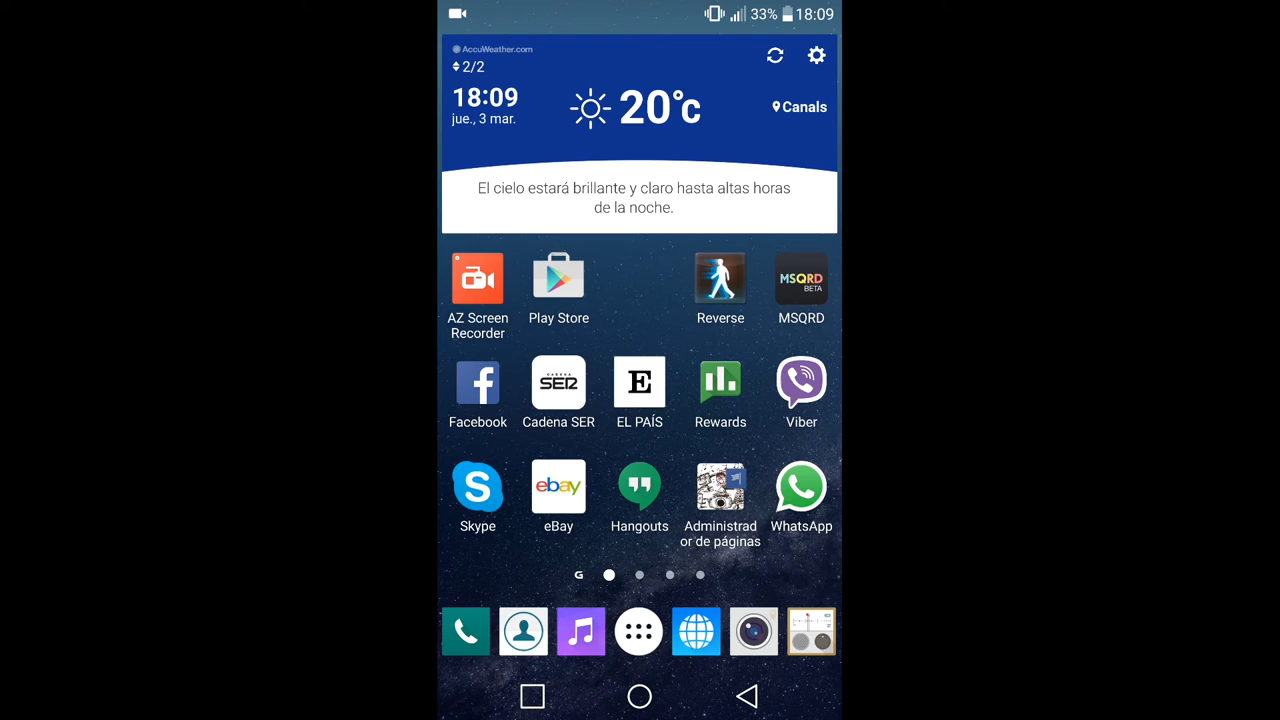 33% 18:09
AccuWeather.com
2/2
18:09
jue., 3 mar.
20°c
Canals
El cielo estará brillante y claro hasta altas horas
de la noche.
MSQRD
BETA
AZ Screen
Recorder
Play Store
Reverse
MSQRD
f
CADENA
SER
E
Facebook
Cadena SER
EL PAÍS
Rewards
Viber
S
ebay
Skype
eBay
Hangouts
Administrad
or de páginas
WhatsApp
G